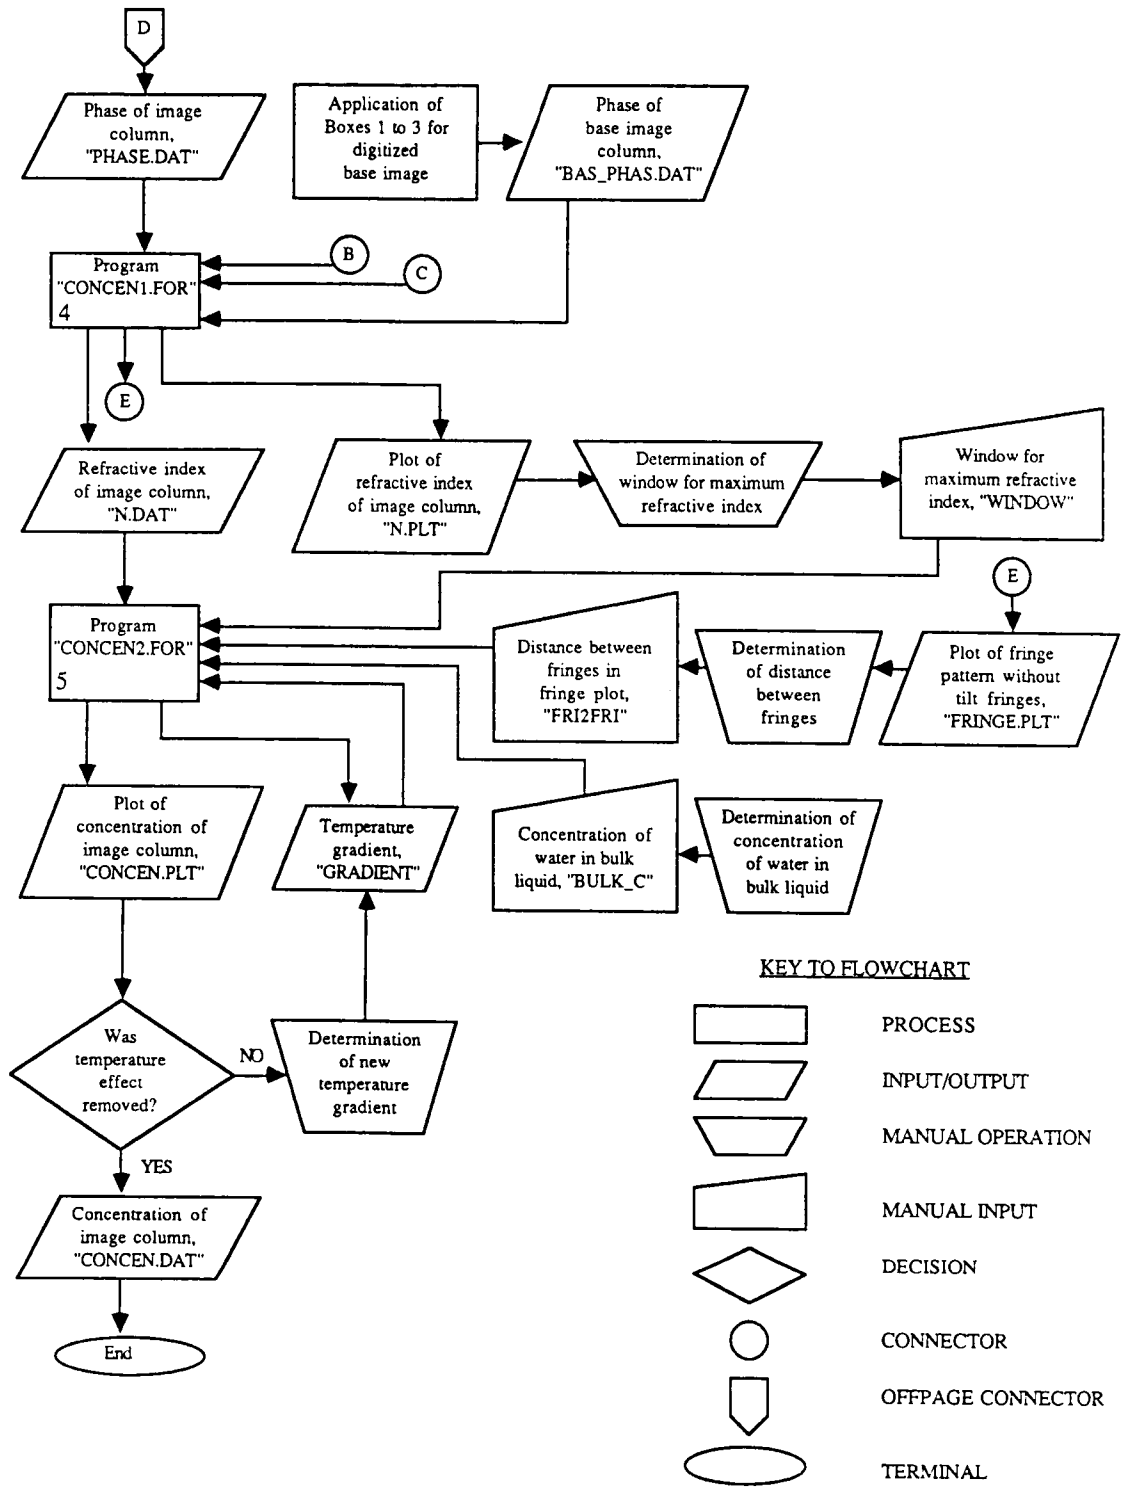 D
Phase of image
column,
"PHASE.DAT"
Application of
Boxes 1 to 3 for
digitized
base image
Phase of
base image
column,
"BAS_PHAS.DAT"
B
C
Program
"CONCEN1.FOR"
4
E
Refractive index
of image column,
"N.DAT"
Plot of
refractive index
of image column,
"N.PLT"
Determination of
window for maximum
refractive index
Window for
maximum refractive
index, "WINDOW"
E
Program
"CONCEN2.FOR"
5
Distance between
fringes in
fringe plot,
"FRI2FRI"
Determination
of distance
between
fringes
Plot of fringe
pattern without
tilt fringes,
"FRINGE.PLT"
Plot of
concentration of
image column,
"CONCEN.PLT"
Temperature
gradient,
"GRADIENT"
Concentration of
water in bulk
liquid, "BULK_C"
Determination of
concentration
of water in
bulk liquid
Was
temperature
effect
removed?
NO
Determination
of new
temperature
gradient
YES
Concentration of
image column,
"CONCEN.DAT"
End
KEY TO FLOWCHART
PROCESS
INPUT/OUTPUT
MANUAL OPERATION
MANUAL INPUT
DECISION
CONNECTOR
OFFPAGE CONNECTOR
TERMINAL